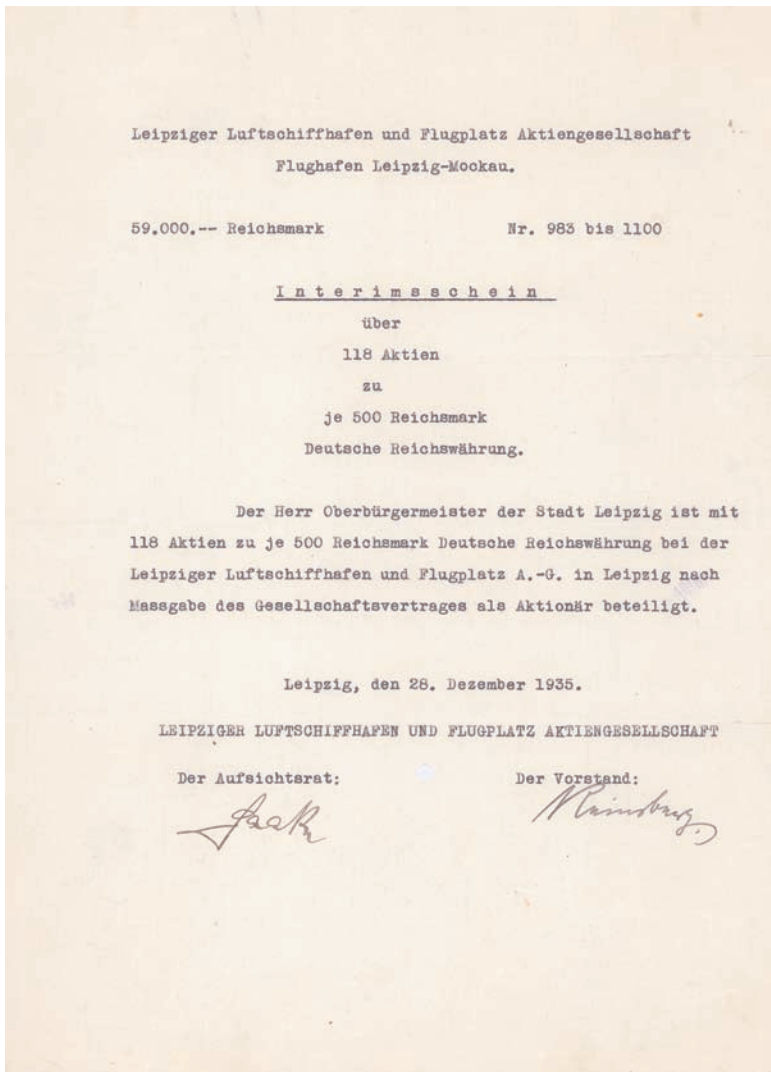 Leipziger Luftschiffhafen und Flugplatz Aktiengesellschaft
Flughafen Leipzig-Mockau.
59.000.-- Reichsmark Nr. 983 bis 1100
Interimsschein
über
118 Aktien
zu
je 500 Reichsmark
Deutsche Reichswährung.
Der Herr Oberbürgermeister der Stadt Leipzig ist mit
118 Aktien zu je 500 Reichsmark Deutsche Reichswährung bei der
Leipziger Luftschiffhafen und Flugplatz A.-G. in Leipzig nach
Massgabe des Gesellschaftsvertrages als Aktionär beteiligt.
Leipzig, den 28. Dezember 1935.
LEIPZIGER LUFTSCHIFFHAFEN UND FLUGPLATZ AKTIENGESELLSCHAFT
Der Aufsichtsrat: Der Vorstand: